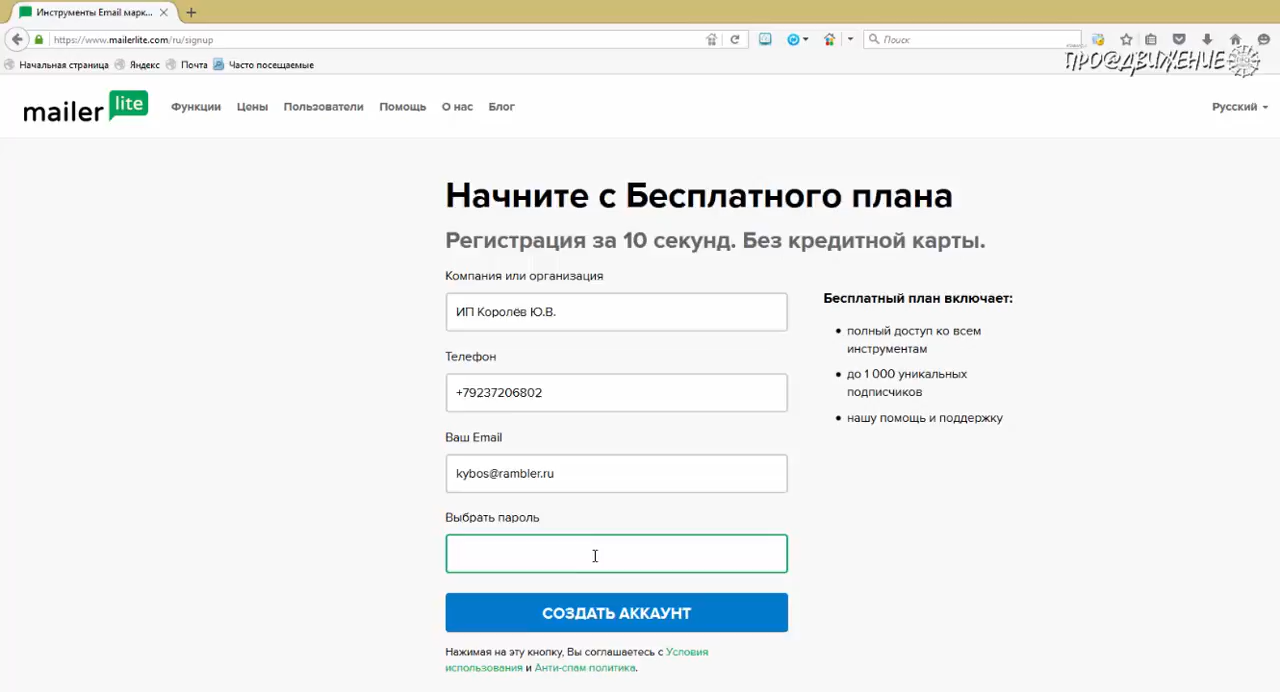 Инструменты Email марк...
https://www.mailerlite.com/ru/signup
Поиск
Начальная страница Яндекс Почта Часто посещаемые
ПРО@ДВИЖЕНИЕ
mailer lite Функции Цены Пользователи Помощь О нас Блог Русский
Начните с Бесплатного плана
Регистрация за 10 секунд. Без кредитной карты.
Компания или организация
ИП Королёв Ю.В.
Телефон
+79237206802
Ваш Email
kybos@rambler.ru
Выбрать пароль
СОЗДАТЬ АККАУНТ
Нажимая на эту кнопку, Вы соглашаетесь с Условия
использования и Анти-спам политика.
Бесплатный план включает:
полный доступ ко всем
инструментам
до 1 000 уникальных
подписчиков
нашу помощь и поддержку